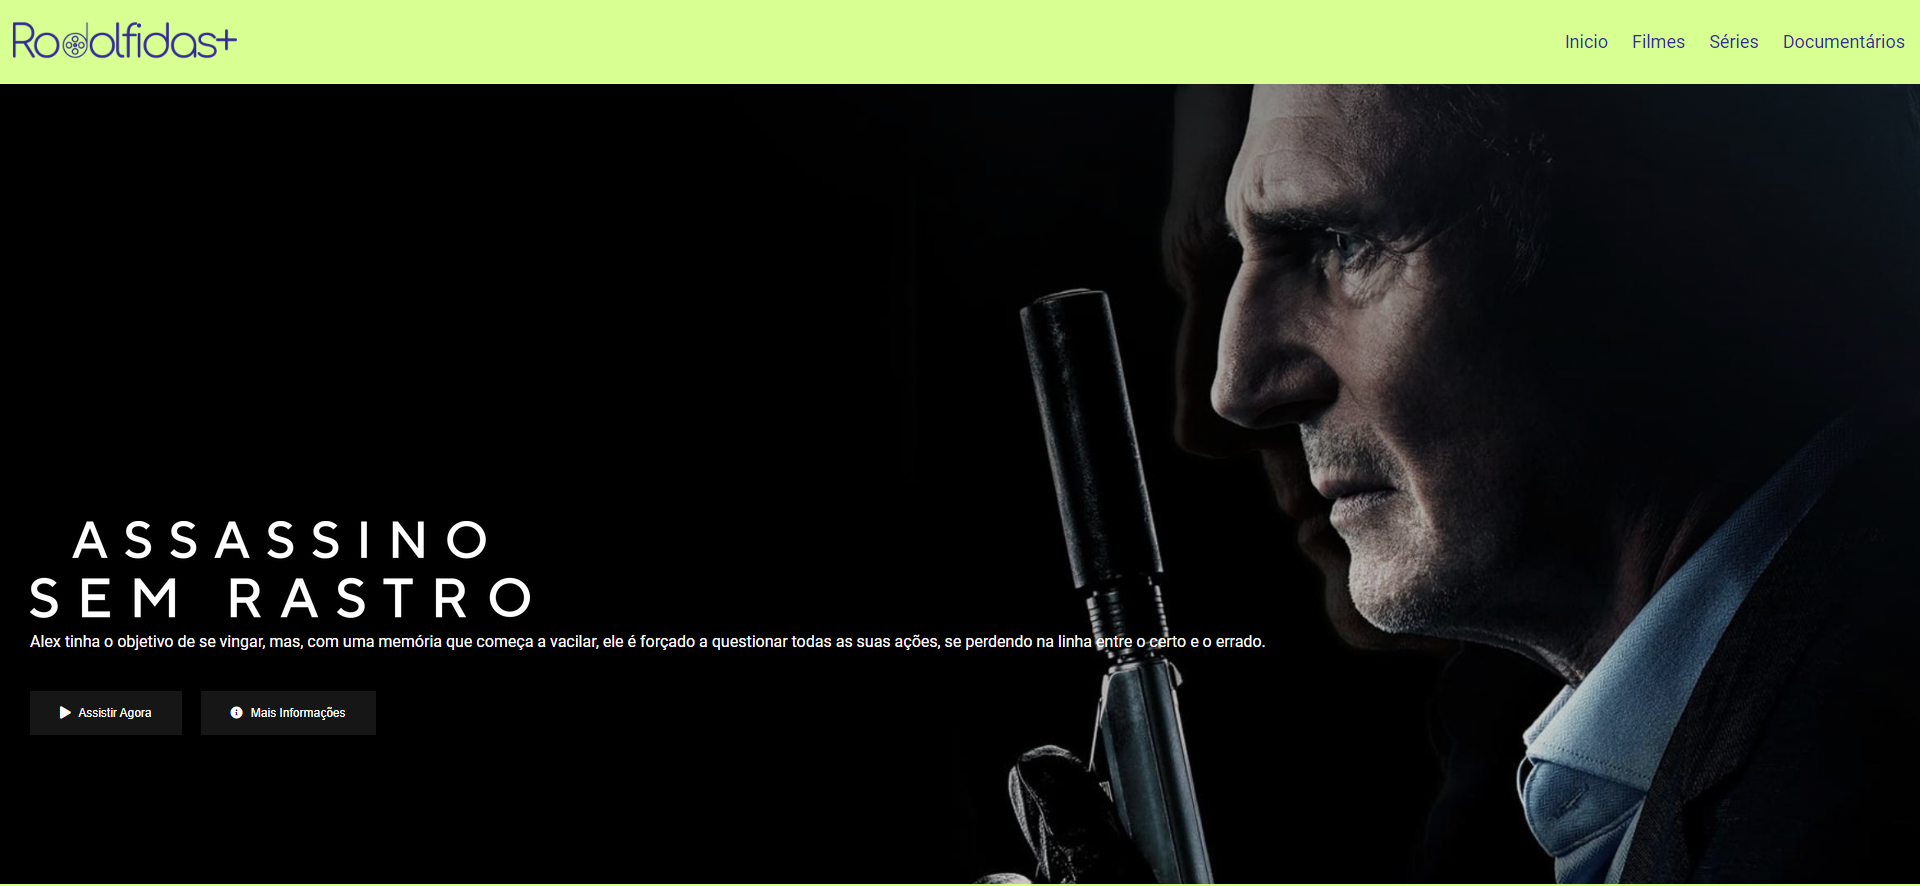 Rodolfidas+
Inicio Filmes Séries Documentários
ASSASSINO
SEM RASTRO
Alex tinha o objetivo de se vingar, mas, com uma memória que começa a vacilar, ele é forçado a questionar todas as suas ações, se perdendo na linha entre o certo e o errado.
Assistir Agora Mais Informações